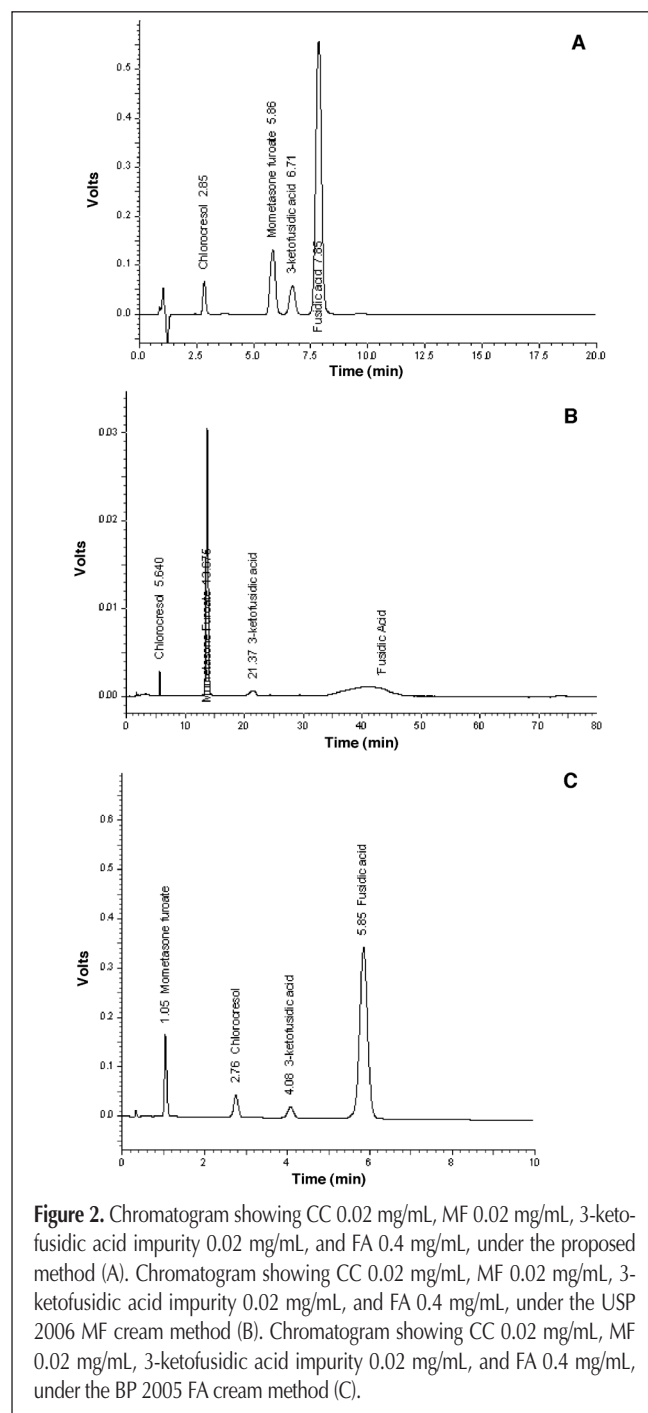 A
Volts
0.5
0.4
0.3
0.2
0.1
0.0
Chlorocresol 2.85
Mometasone furoate 5.86
3-ketofusidic acid 6.71
Fusidic acid 7.85
0.0 2.5 5.0 7.5 10.0 12.5 15.0 17.5 20.0
Time (min)
B
Volts
0.03
0.02
0.01
0.00
Chlorocresol 5.640
Mometasone Furoate
21.37 3-ketofusidic acid
Fusidic Acid
0 10 20 30 40 50 60 70 80
Time (min)
C
Volts
0.6
0.5
0.4
0.3
0.2
0.1
0.0
1.05 Mometasone furoate
2.76 Chlorocresol
4.08 3-ketofusidic acid
5.85 Fusidic acid
0 2 4 6 8 10
Time (min)
Figure 2. Chromatogram showing CC 0.02 mg/mL, MF 0.02 mg/mL, 3-keto-
fusidic acid impurity 0.02 mg/mL, and FA 0.4 mg/mL, under the proposed
method (A). Chromatogram showing CC 0.02 mg/mL, MF 0.02 mg/mL, 3-
ketofusidic acid impurity 0.02 mg/mL, and FA 0.4 mg/mL, under the USP
2006 MF cream method (B). Chromatogram showing CC 0.02 mg/mL, MF
0.02 mg/mL, 3-ketofusidic acid impurity 0.02 mg/mL, and FA 0.4 mg/mL,
under the BP 2005 FA cream method (C).